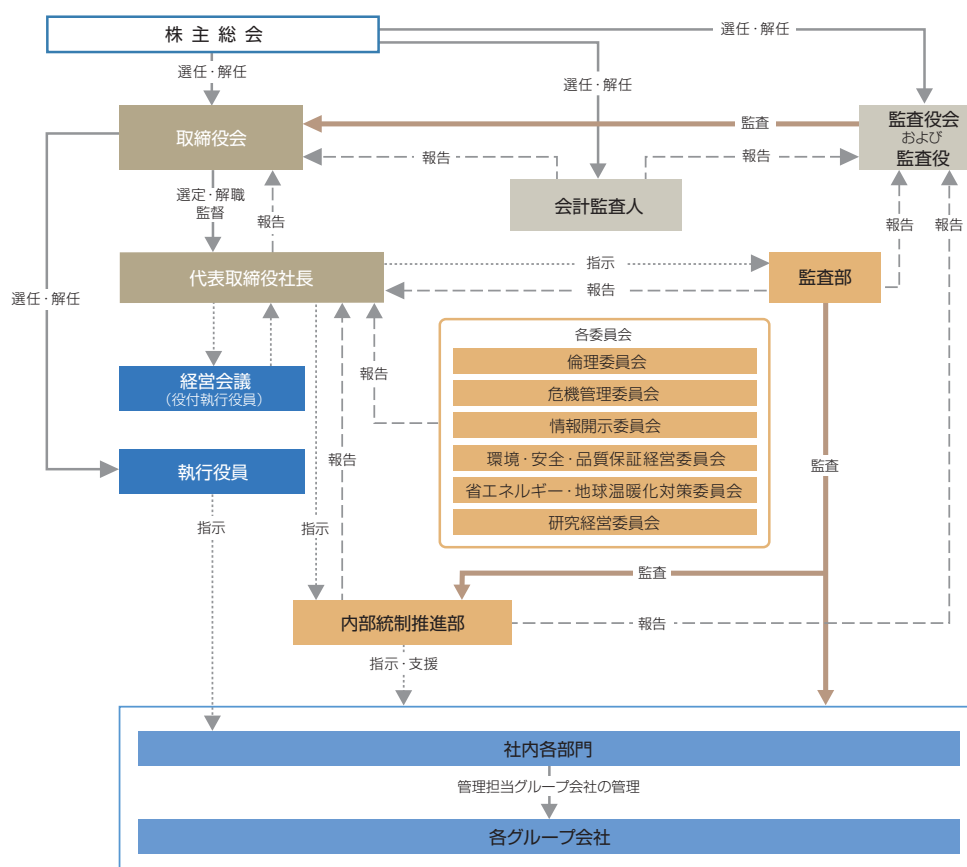 株主総会
選任・解任
選任・解任
選任・解任
取締役会
監査
監査役会
および
監査役
報告
報告
選定・解職
監督
報告
会計監査人
報告
報告
代表取締役社長
指示
報告
監査部
選任・解任
各委員会
倫理委員会
危機管理委員会
情報開示委員会
環境・安全・品質保証経営委員会
省エネルギー・地球温暖化対策委員会
研究経営委員会
報告
経営会議
（役付執行役員）
報告
監査
執行役員
指示
指示
監査
内部統制推進部
報告
指示・支援
社内各部門
管理担当グループ会社の管理
各グループ会社